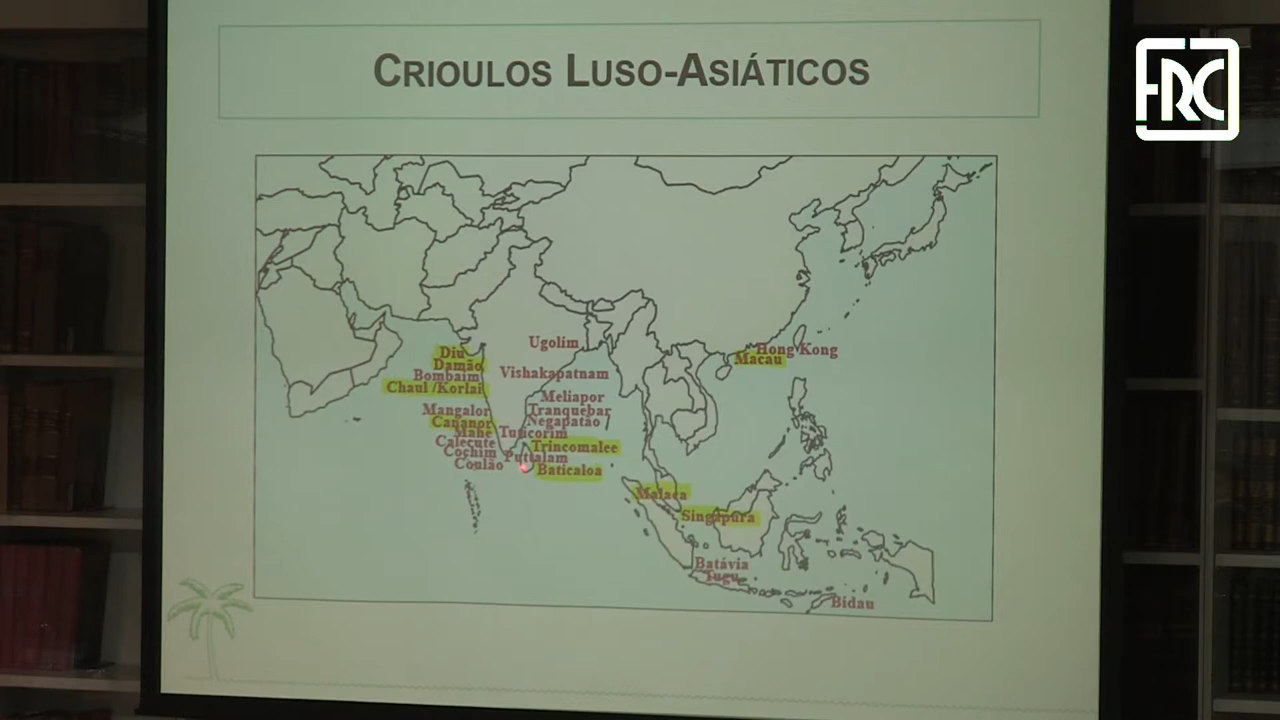 CRIOULOS LUSO-ASIÁTICOS
FRC
Ugolim
Hong Kong
Macau
Diu
Damão
Bombaim
Chaul /Korlai
Vishakapatnam
Meliapor
Tranquebar
Negapatão
Mangalor
Cananor
Mahé
Tuticorim
Calecute
Trincomalee
Cochim
Puttalam
Coulão
Baticaloa
Malaca
Singapura
Batávia
Tugu
Bidau